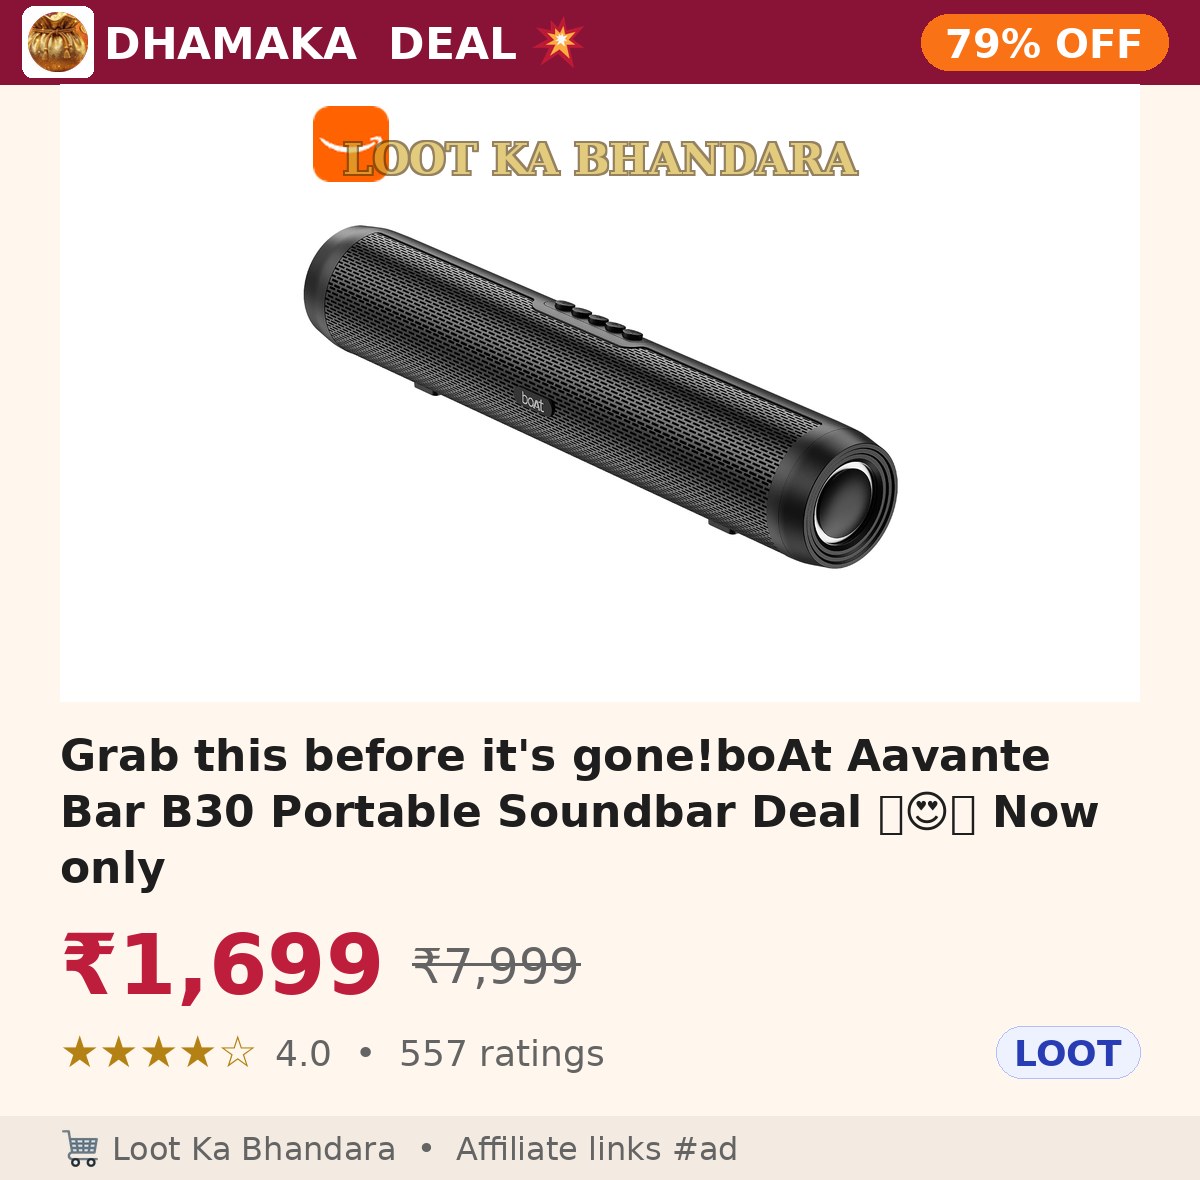 DHAMAKA DEAL 💥
79% OFF
LOOT KA BHANDARA
boAt
Grab this before it's gone!boAt Aavante
Bar B30 Portable Soundbar Deal 😍 Now
only
₹1,699 ₹7,999
★★★★☆ 4.0 • 557 ratings
LOOT
Loot Ka Bhandara • Affiliate links #ad